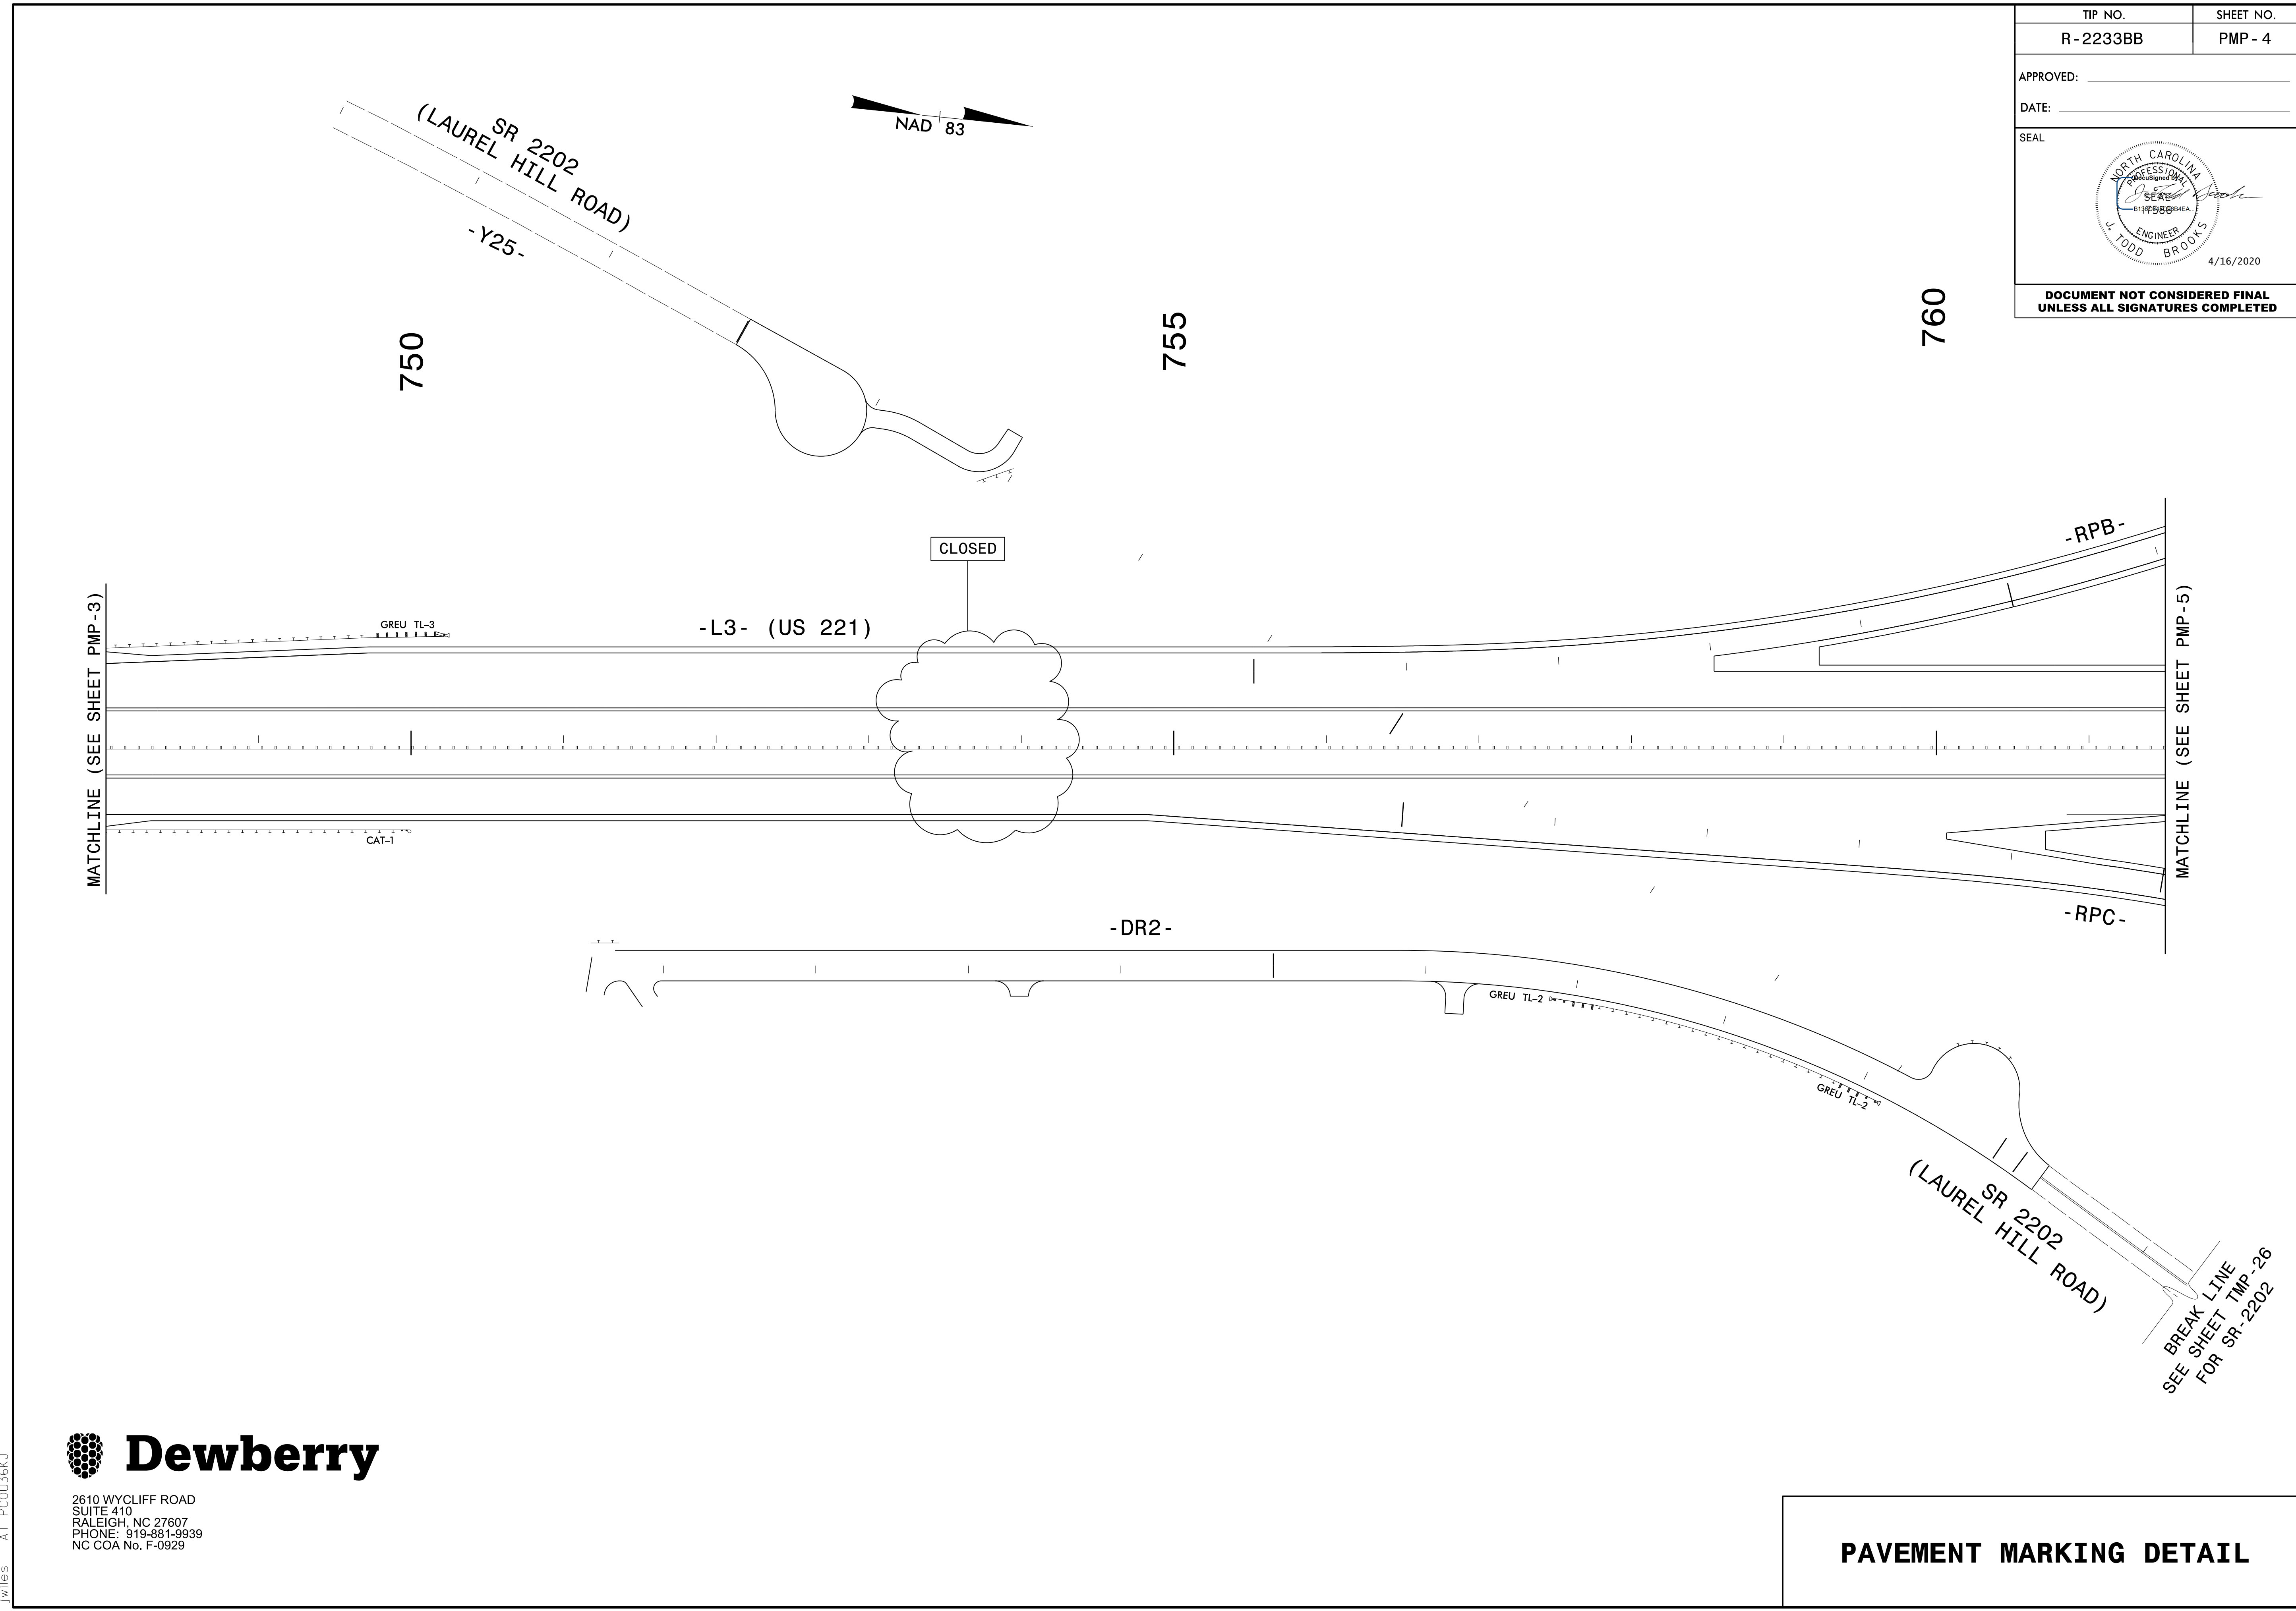 TIP NO.
SHEET NO.
R-2233BB
PMP-4
APPROVED:
DATE:
SEAL
NORTH CAROLINA
PROFESSIONAL
DocuSigned by
SEAL
17586
ENGINEER
J. TODD BROOKS
4/16/2020
DOCUMENT NOT CONSIDERED FINAL
UNLESS ALL SIGNATURES COMPLETED
SR 2202
(LAUREL HILL ROAD)
-Y25-
NAD 83
750
755
760
CLOSED
-RPB-
MATCHLINE (SEE SHEET PMP-3)
GREU TL-3
-L3- (US 221)
MATCHLINE (SEE SHEET PMP-5)
CAT-1
-RPC-
-DR2-
GREU TL-2
GREU TL-2
SR 2202
(LAUREL HILL ROAD)
BREAK LINE
SEE SHEET TMP-26
FOR SR-2202
Dewberry
2610 WYCLIFF ROAD
SUITE 410
RALEIGH, NC 27607
PHONE: 919-881-9939
NC COA No. F-0929
PAVEMENT MARKING DETAIL
jwiles AT PC0U36KJ